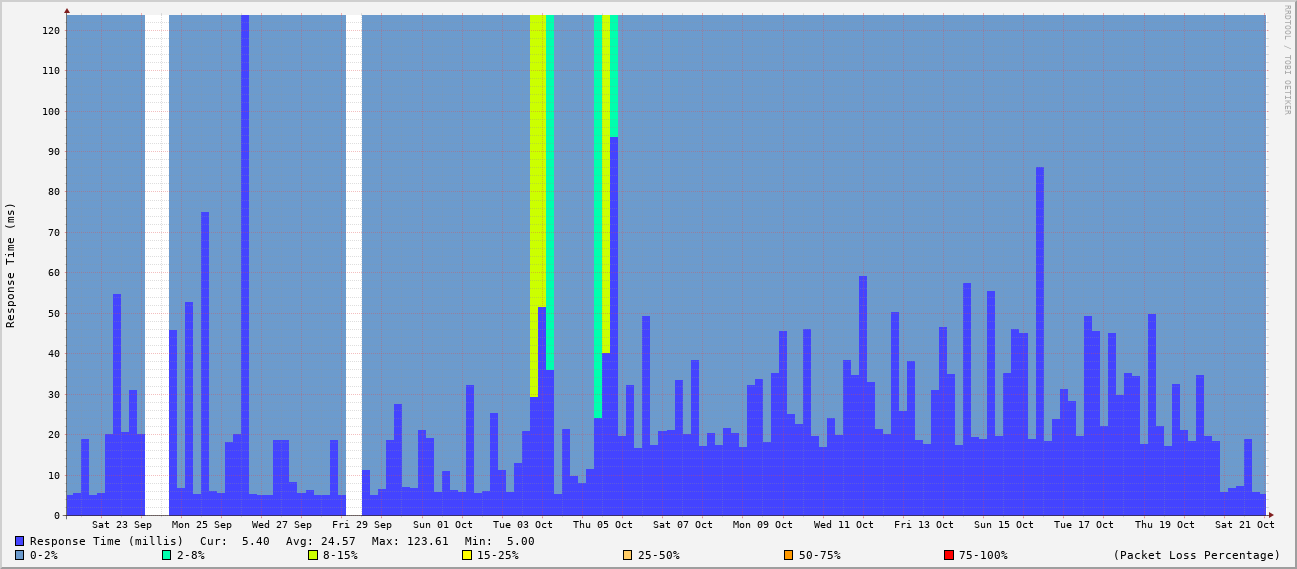 RRDTOOL / TOBI OETIKER
Response Time (ms)
120
110
100
90
80
70
60
50
40
30
20
10
0
Sat 23 Sep Mon 25 Sep Wed 27 Sep Fri 29 Sep Sun 01 Oct Tue 03 Oct Thu 05 Oct Sat 07 Oct Mon 09 Oct Wed 11 Oct Fri 13 Oct Sun 15 Oct Tue 17 Oct Thu 19 Oct Sat 21 Oct
Response Time (millis) Cur: 5.40 Avg: 24.57 Max: 123.61 Min: 5.00
0-2% 2-8% 8-15% 15-25% 25-50% 50-75% 75-100% (Packet Loss Percentage)